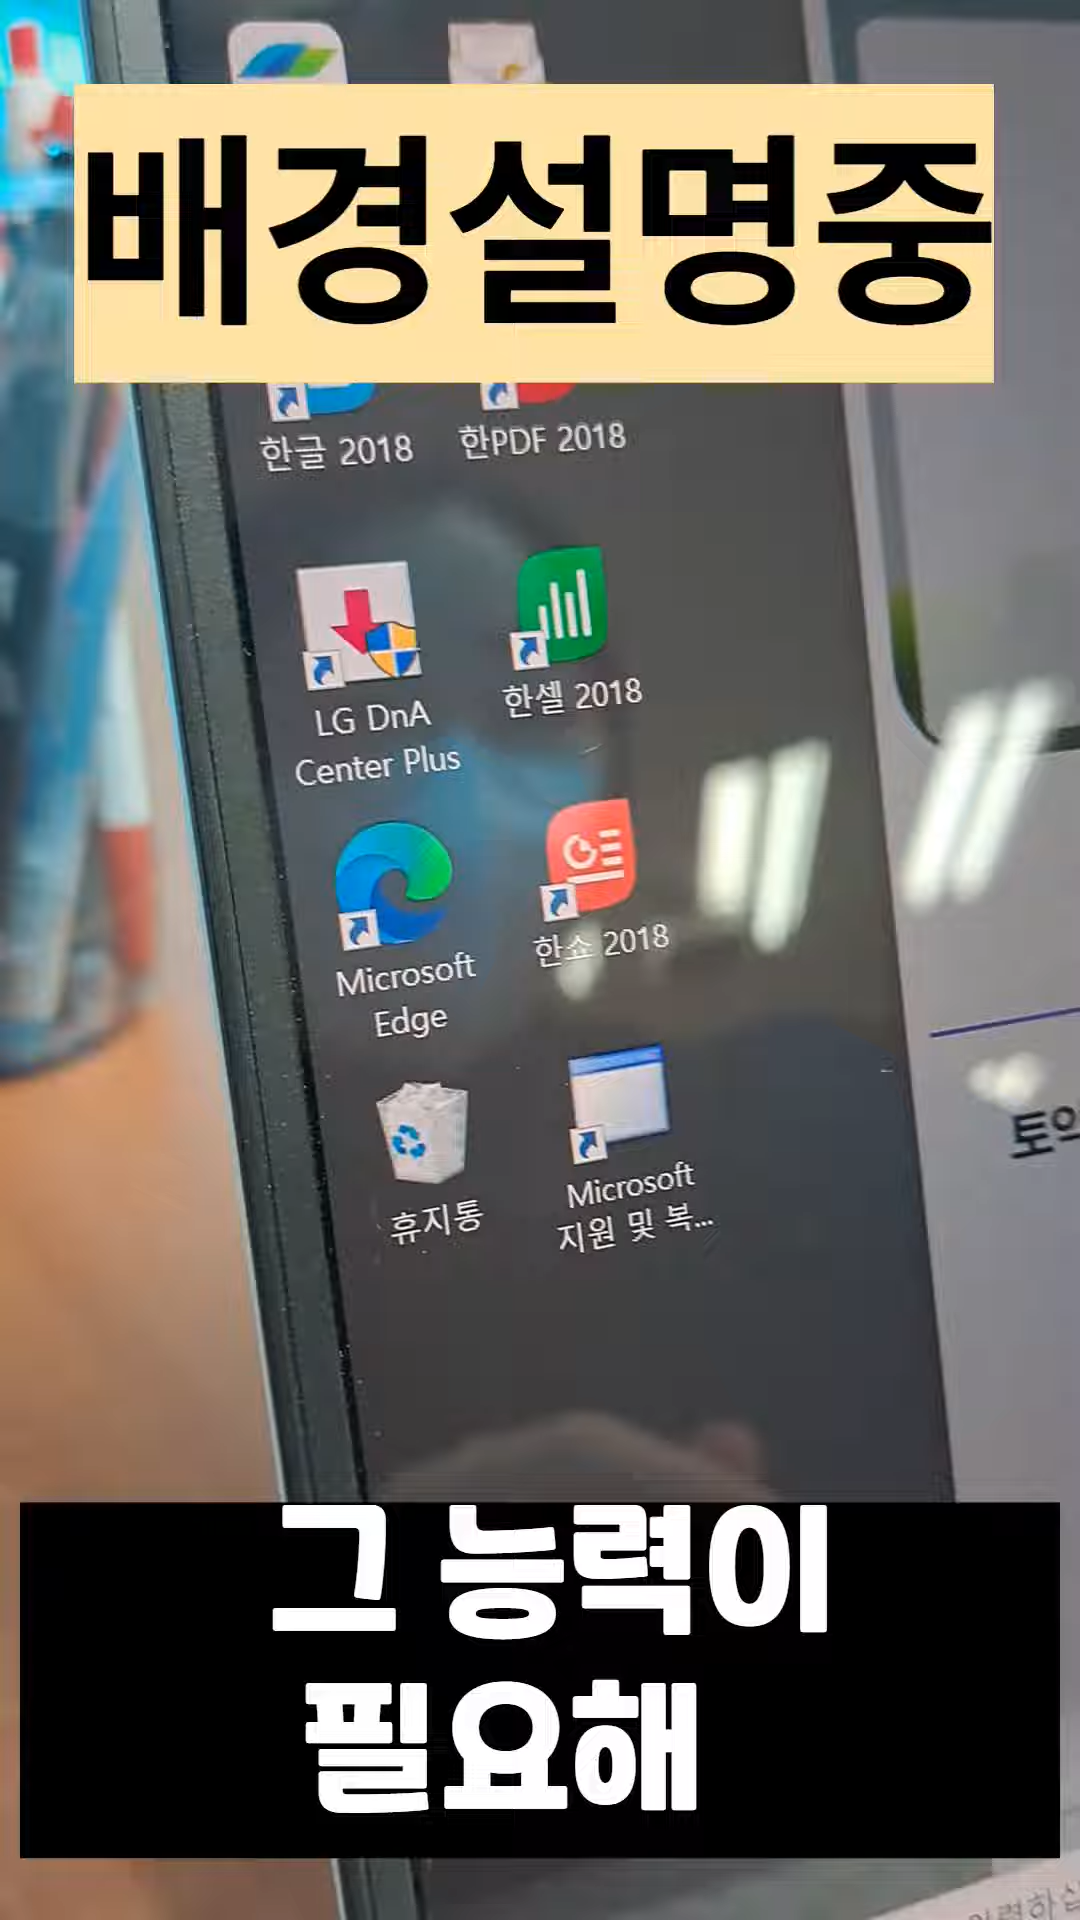 배경설명중
한글 2018
한PDF 2018
LG DnA
Center Plus
한셀 2018
Microsoft
Edge
한쇼 2018
휴지통
Microsoft
지원 및 복...
그 능력이
필요해